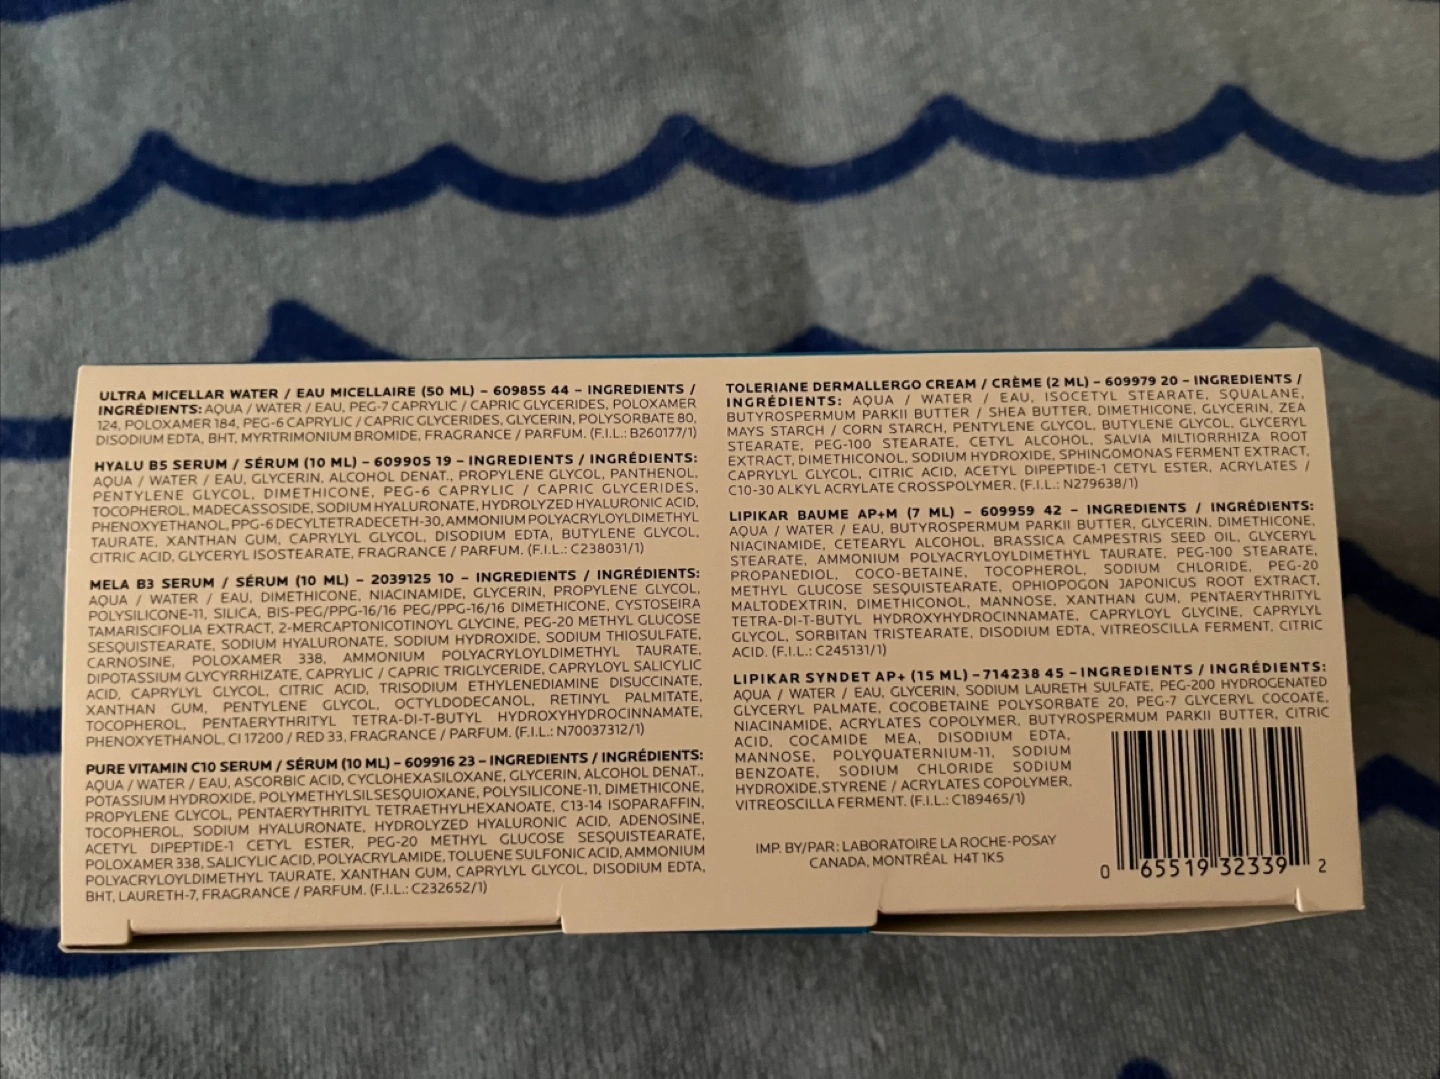 ULTRA MICELLAR WATER / EAU MICELLAIRE (50 ML) – 609855 44 – INGREDIENTS /
INGRÉDIENTS: AQUA / WATER / EAU, PEG-7 CAPRYLIC / CAPRIC GLYCERIDES, POLOXAMER
124, POLOXAMER 184, PEG-6 CAPRYLIC / CAPRIC GLYCERIDES, GLYCERIN, POLYSORBATE 80,
DISODIUM EDTA, BHT, MYRTRIMONIUM BROMIDE, FRAGRANCE / PARFUM. (F.I.L.: B260177/1)
HYALU B5 SERUM / SÉRUM (10 ML) – 609905 19 – INGREDIENTS / INGRÉDIENTS:
AQUA / WATER / EAU, GLYCERIN, ALCOHOL DENAT., PROPYLENE GLYCOL, PANTHENOL,
PENTYLENE GLYCOL, DIMETHICONE, PEG-6 CAPRYLIC / CAPRIC GLYCERIDES,
TOCOPHEROL, MADECASSOSIDE, SODIUM HYALURONATE, HYDROLYZED HYALURONIC ACID,
PHENOXYETHANOL, PPG-6 DECYLTETRADECETH-30, AMMONIUM POLYACRYLOYLDIMETHYL
TAURATE, XANTHAN GUM, CAPRYLYL GLYCOL, DISODIUM EDTA, BUTYLENE GLYCOL,
CITRIC ACID, GLYCERYL ISOSTEARATE, FRAGRANCE / PARFUM. (F.I.L.: C238031/1)
MELA B3 SERUM / SÉRUM (10 ML) – 2039125 10 – INGREDIENTS / INGRÉDIENTS:
AQUA / WATER / EAU, DIMETHICONE, NIACINAMIDE, GLYCERIN, PROPYLENE GLYCOL,
POLYSILICONE-11, SILICA, BIS-PEG/PPG-16/16 PEG/PPG-16/16 DIMETHICONE, CYSTOSEIRA
TAMARISCIFOLIA EXTRACT, 2-MERCAPTONICOTINOYL GLYCINE, PEG-20 METHYL GLUCOSE
SESQUISTEARATE, SODIUM HYALURONATE, SODIUM HYDROXIDE, SODIUM THIOSULFATE,
CARNOSINE, POLOXAMER 338, AMMONIUM POLYACRYLOYLDIMETHYL TAURATE,
DIPOTASSIUM GLYCYRRHIZATE, CAPRYLIC / CAPRIC TRIGLYCERIDE, CAPRYLOYL SALICYLIC
ACID, CAPRYLYL GLYCOL, CITRIC ACID, TRISODIUM ETHYLENEDIAMINE DISUCCINATE,
XANTHAN GUM, PENTYLENE GLYCOL, OCTYLDODECANOL, RETINYL PALMITATE,
TOCOPHEROL, PENTAERYTHRITYL TETRA-DI-T-BUTYL HYDROXYHYDROCINNAMATE,
PHENOXYETHANOL, CI 17200 / RED 33, FRAGRANCE / PARFUM. (F.I.L.: N70037312/1)
PURE VITAMIN C10 SERUM / SÉRUM (10 ML) – 609916 23 – INGREDIENTS / INGRÉDIENTS:
AQUA / WATER / EAU, ASCORBIC ACID, CYCLOHEXASILOXANE, GLYCERIN, ALCOHOL DENAT.,
POTASSIUM HYDROXIDE, POLYMETHYLSILSESQUIOXANE, POLYSILICONE-11, DIMETHICONE,
PROPYLENE GLYCOL, PENTAERYTHRITYL TETRAETHYLHEXANOATE, C13-14 ISOPARAFFIN,
TOCOPHEROL, SODIUM HYALURONATE, HYDROLYZED HYALURONIC ACID, ADENOSINE,
ACETYL DIPEPTIDE-1 CETYL ESTER, PEG-20 METHYL GLUCOSE SESQUISTEARATE,
POLOXAMER 338, SALICYLIC ACID, POLYACRYLAMIDE, TOLUENE SULFONIC ACID, AMMONIUM
POLYACRYLOYLDIMETHYL TAURATE, XANTHAN GUM, CAPRYLYL GLYCOL, DISODIUM EDTA,
BHT, LAURETH-7, FRAGRANCE / PARFUM. (F.I.L.: C232652/1)
TOLERIANE DERMALLERGO CREAM / CRÈME (2 ML) – 609979 20 – INGREDIENTS /
INGRÉDIENTS: AQUA / WATER / EAU, ISOCETYL STEARATE, SQUALANE,
BUTYROSPERMUM PARKII BUTTER / SHEA BUTTER, DIMETHICONE, GLYCERIN, ZEA
MAYS STARCH / CORN STARCH, PENTYLENE GLYCOL, BUTYLENE GLYCOL, GLYCERYL
STEARATE, PEG-100 STEARATE, CETYL ALCOHOL, SALVIA MILTIORRHIZA ROOT
EXTRACT, DIMETHICONOL, SODIUM HYDROXIDE, SPHINGOMONAS FERMENT EXTRACT,
CAPRYLYL GLYCOL, CITRIC ACID, ACETYL DIPEPTIDE-1 CETYL ESTER, ACRYLATES /
C10-30 ALKYL ACRYLATE CROSSPOLYMER. (F.I.L.: N279638/1)
LIPIKAR BAUME AP+M (7 ML) – 609959 42 – INGREDIENTS / INGRÉDIENTS:
AQUA / WATER / EAU, BUTYROSPERMUM PARKII BUTTER, GLYCERIN, DIMETHICONE,
NIACINAMIDE, CETEARYL ALCOHOL, BRASSICA CAMPESTRIS SEED OIL, GLYCERYL
STEARATE, AMMONIUM POLYACRYLOYLDIMETHYL TAURATE, PEG-100 STEARATE,
PROPANEDIOL, COCO-BETAINE, TOCOPHEROL, SODIUM CHLORIDE, PEG-20
METHYL GLUCOSE SESQUISTEARATE, OPHIOPOGON JAPONICUS ROOT EXTRACT,
MALTODEXTRIN, DIMETHICONOL, MANNOSE, XANTHAN GUM, PENTAERYTHRITYL
TETRA-DI-T-BUTYL HYDROXYHYDROCINNAMATE, CAPRYLOYL GLYCINE, CAPRYLYL
GLYCOL, SORBITAN TRISTEARATE, DISODIUM EDTA, VITREOSCILLA FERMENT, CITRIC
ACID. (F.I.L.: C245131/1)
LIPIKAR SYNDET AP+ (15 ML) – 714238 45 – INGREDIENTS / INGRÉDIENTS:
AQUA / WATER / EAU, GLYCERIN, SODIUM LAURETH SULFATE, PEG-200 HYDROGENATED
GLYCERYL PALMATE, COCOBETAINE POLYSORBATE 20, PEG-7 GLYCERYL COCOATE,
NIACINAMIDE, ACRYLATES COPOLYMER, BUTYROSPERMUM PARKII BUTTER, CITRIC
ACID, COCAMIDE MEA, DISODIUM EDTA,
MANNOSE, POLYQUATERNIUM-11, SODIUM
BENZOATE, SODIUM CHLORIDE SODIUM
HYDROXIDE, STYRENE / ACRYLATES COPOLYMER,
VITREOSCILLA FERMENT. (F.I.L.: C189465/1)
IMP. BY/PAR: LABORATOIRE LA ROCHE-POSAY
CANADA, MONTRÉAL H4T 1K5
0 65519 32339 2